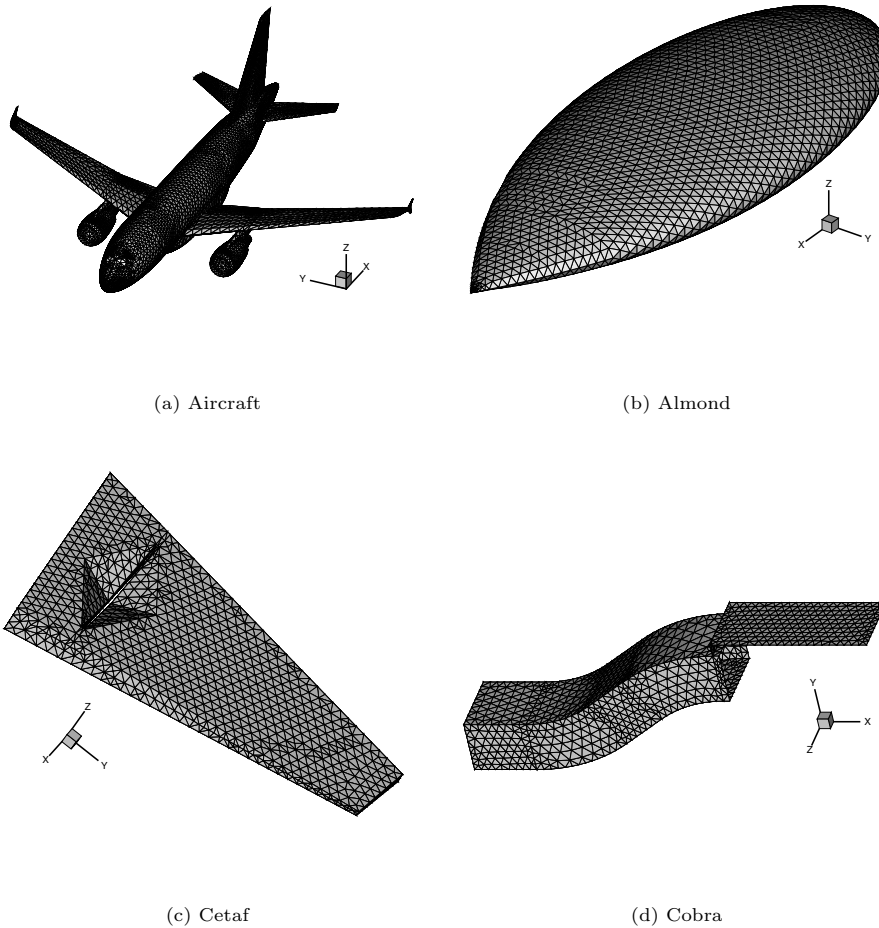 Z
X
Y
Z
X
Y
(a) Aircraft
(b) Almond
Z
X
Y
Y
X
Z
(c) Cetaf
(d) Cobra